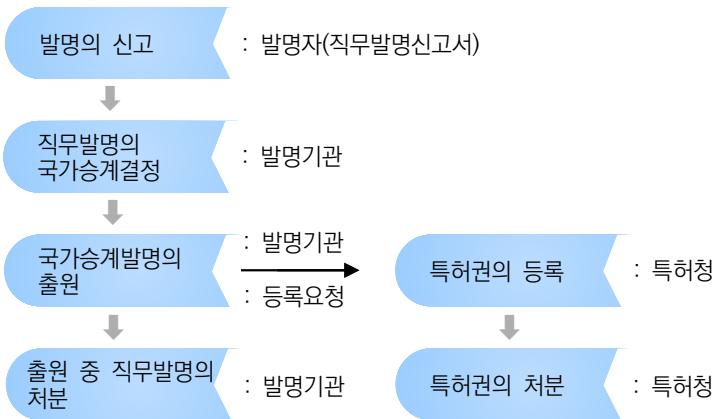 발명의 신고 : 발명자(직무발명신고서)
직무발명의
국가승계결정 : 발명기관
국가승계발명의
출원
: 발명기관
: 등록요청
특허권의 등록 : 특허청
출원 중 직무발명의
처분 : 발명기관
특허권의 처분 : 특허청